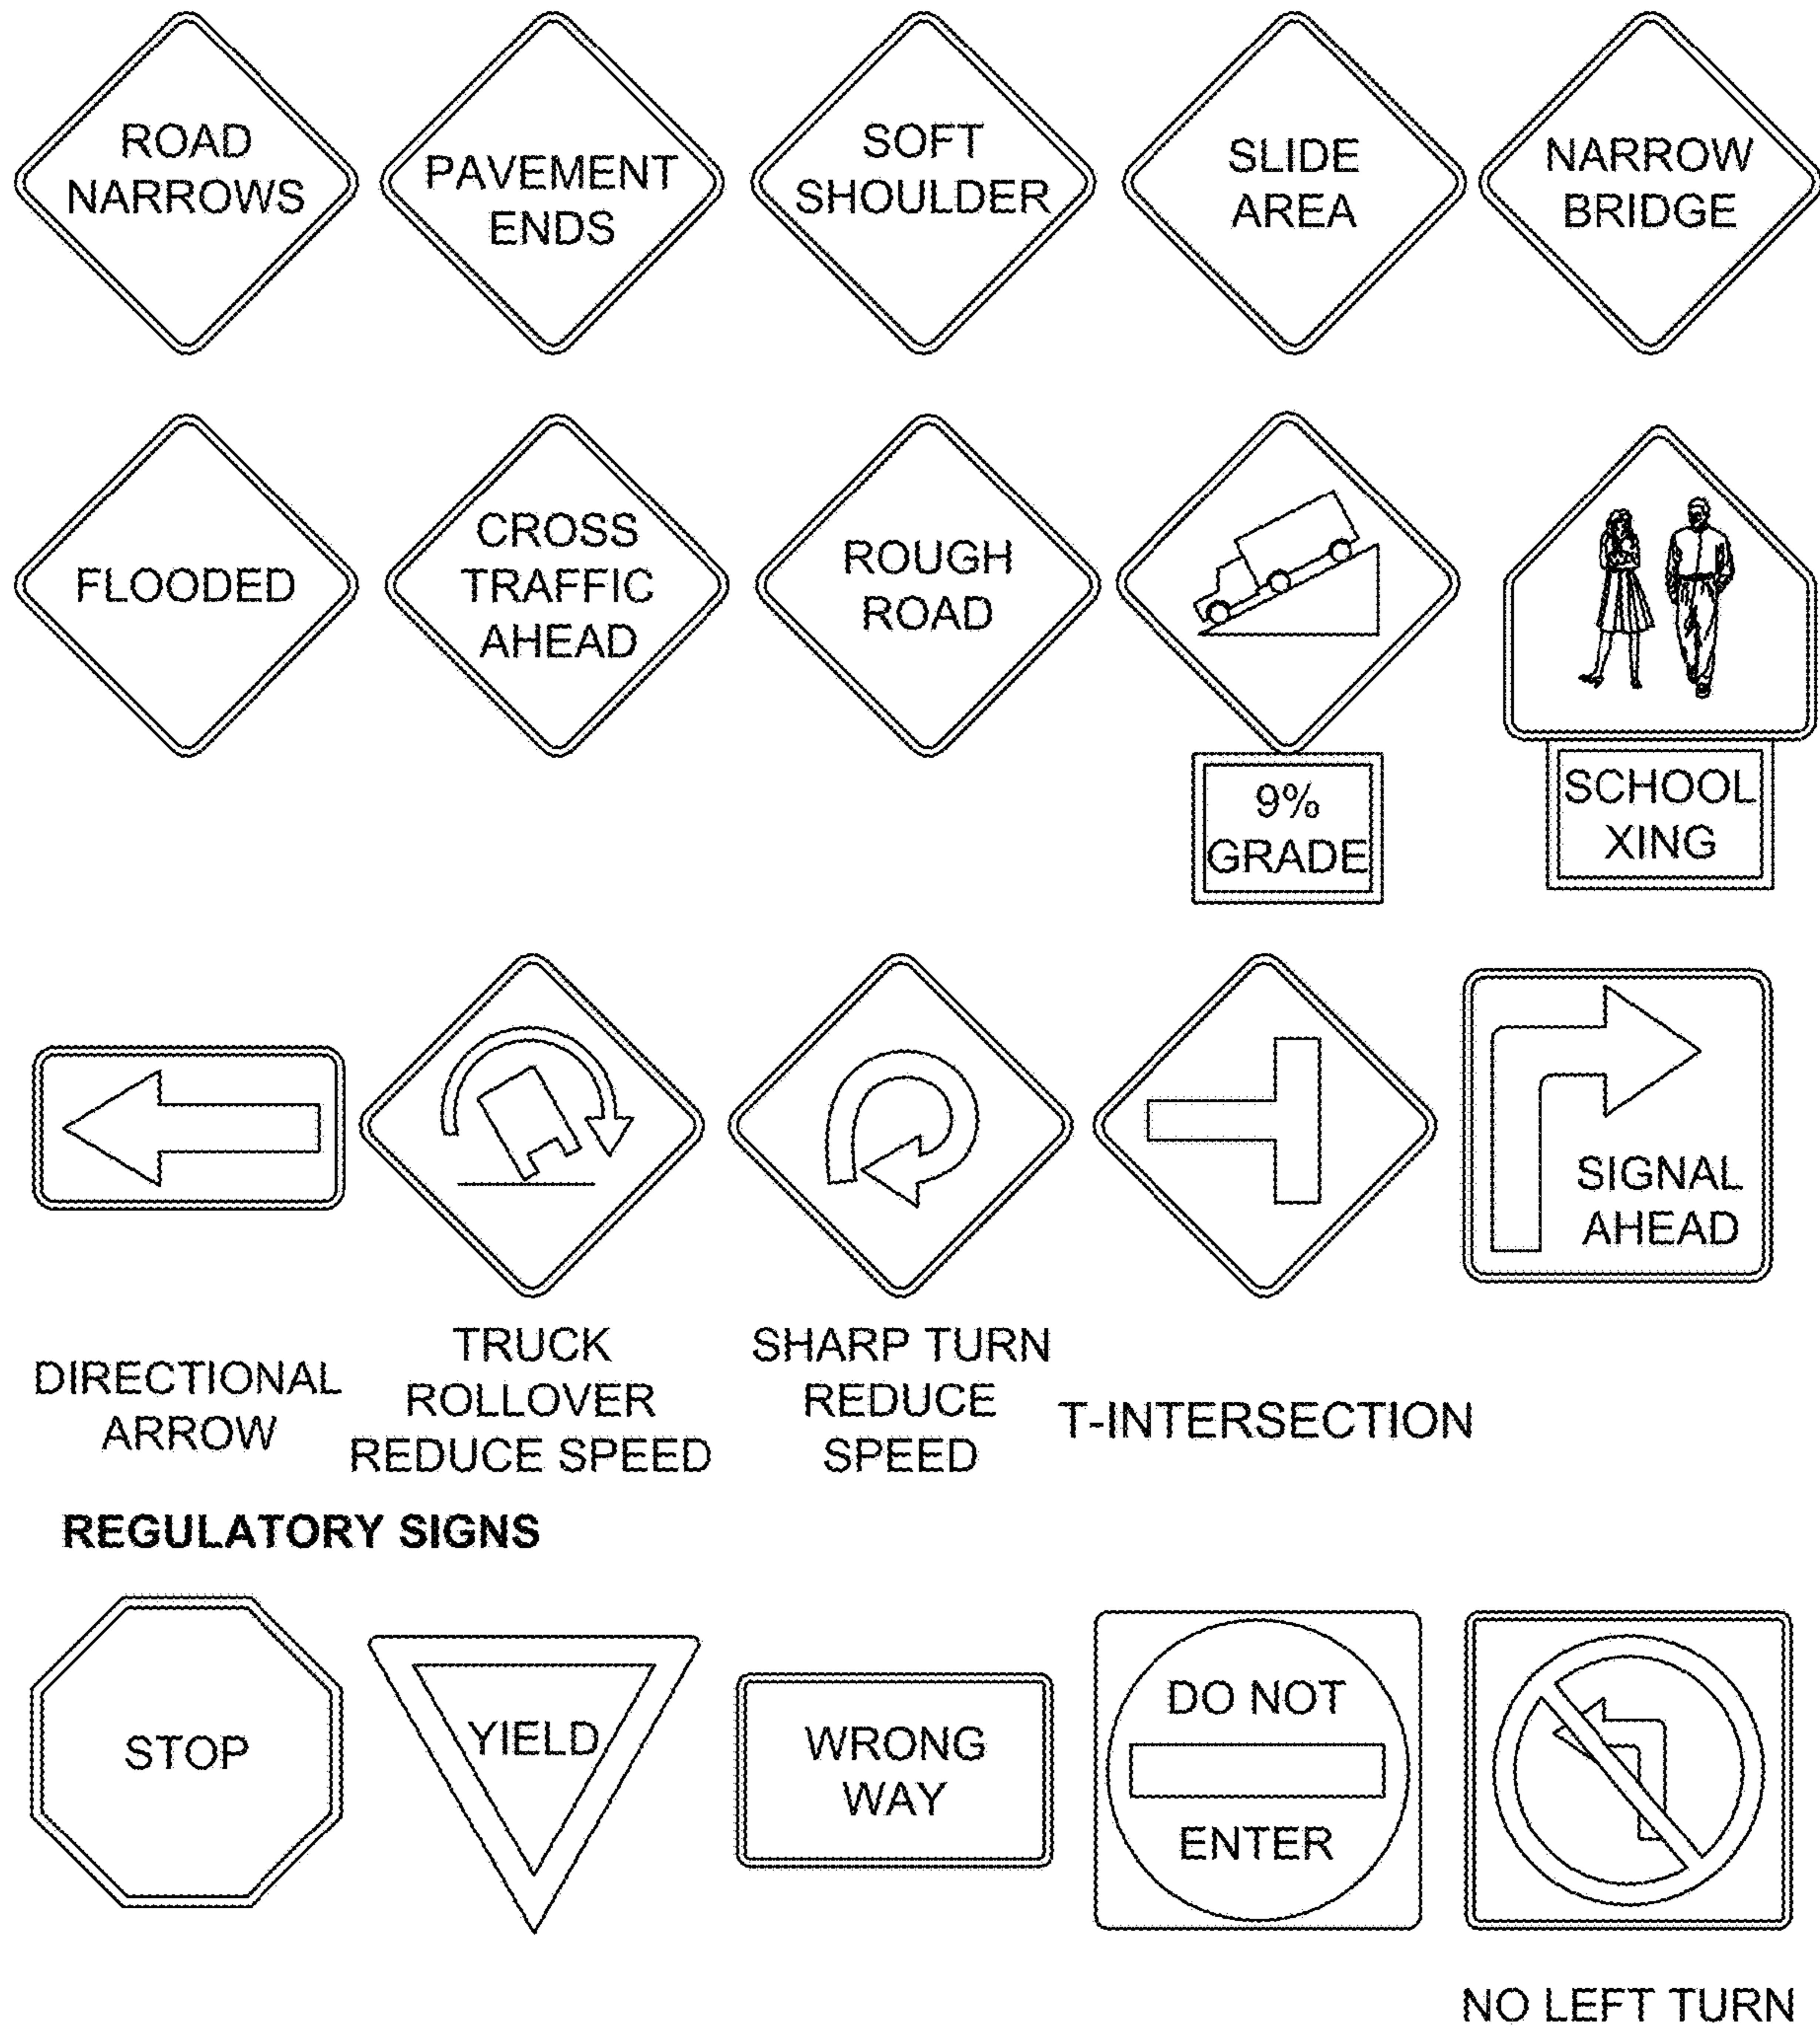 ROAD
NARROWS
PAVEMENT
ENDS
SOFT
SHOULDER
SLIDE
AREA
NARROW
BRIDGE
FLOODED
CROSS
TRAFFIC
AHEAD
ROUGH
ROAD
9%
GRADE
SCHOOL
XING
SIGNAL
AHEAD
DIRECTIONAL
ARROW
TRUCK
ROLLOVER
REDUCE SPEED
SHARP TURN
REDUCE
SPEED
T-INTERSECTION
REGULATORY SIGNS
STOP
YIELD
WRONG
WAY
DO NOT
ENTER
NO LEFT TURN